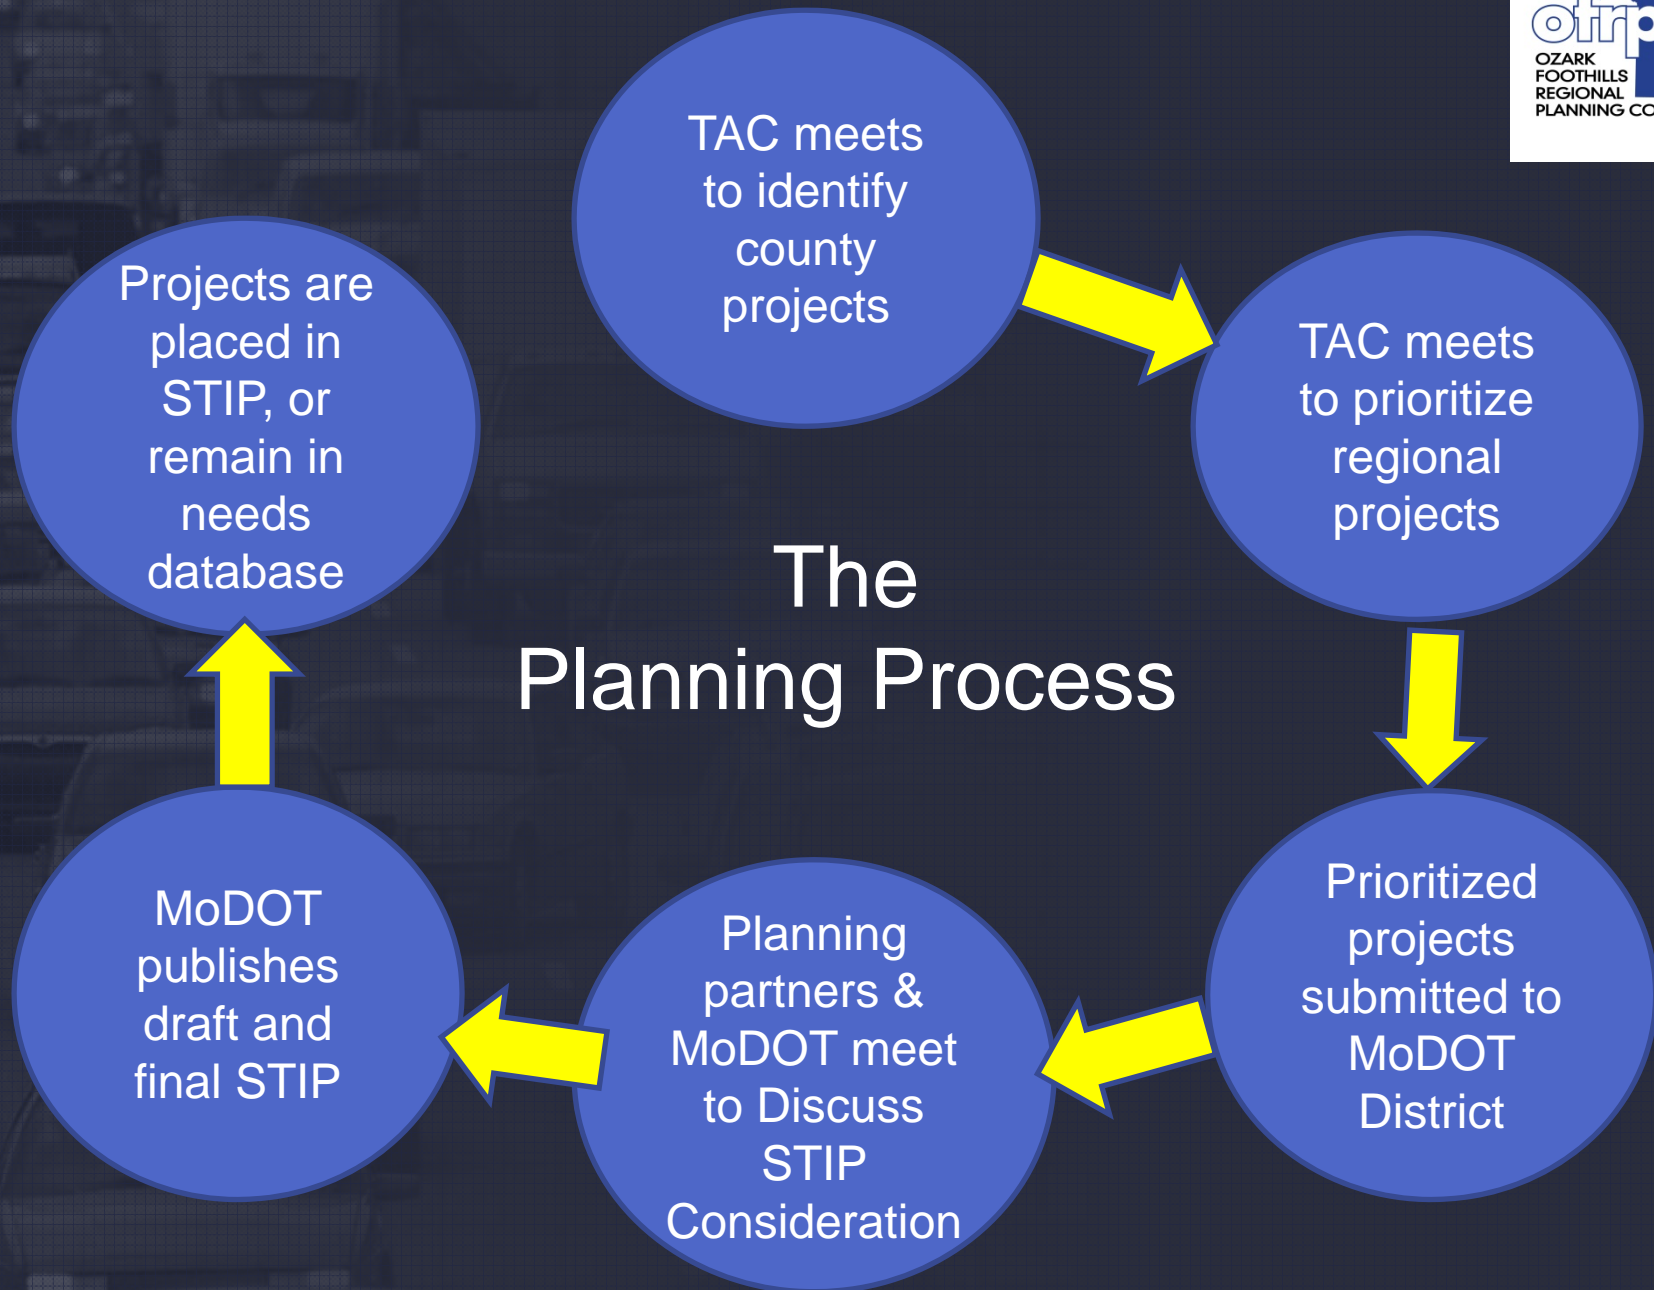 OZARK
FOOTHILLS
REGIONAL
PLANNING
TAC meets
to identify
county
projects
TAC meets
to prioritize
regional
projects
Prioritized
projects
submitted to
MoDOT
District
Planning
partners &
MoDOT meet
to Discuss
STIP
Consideration
MoDOT
publishes
draft and
final STIP
Projects are
placed in
STIP, or
remain in
needs
database
The
Planning Process